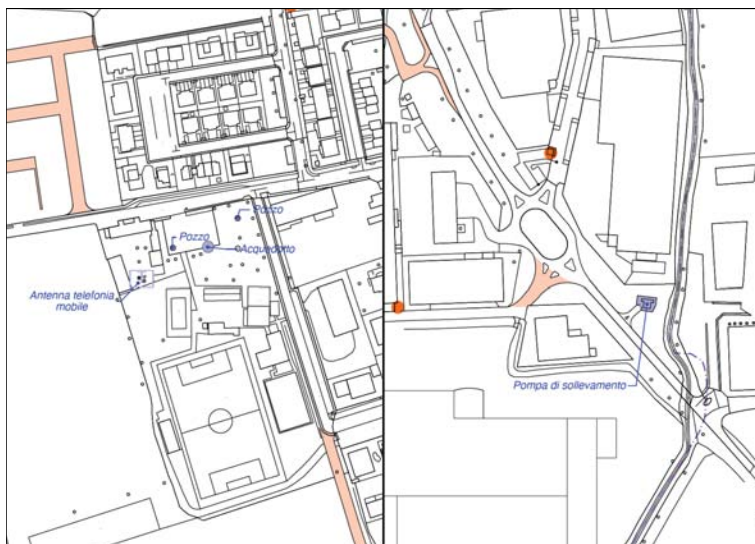 Pozzo
Pozzo
Acquedotto
Antenna telefonia
mobile
Pompa di sollevamento